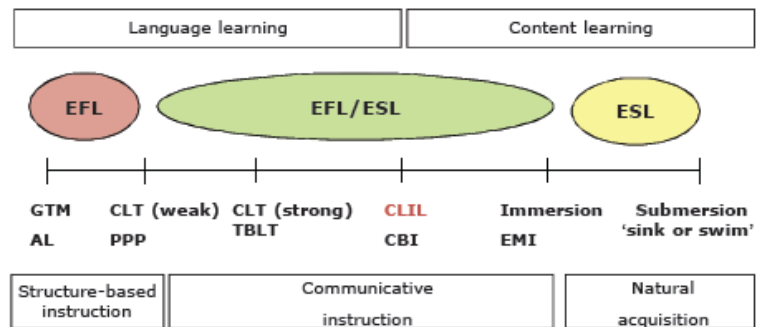 Language learning
Content learning
EFL
EFL/ESL
ESL
GTM
CLT (weak)
CLT (strong)
CLIL
Immersion
Submersion
AL
PPP
TBLT
CBI
EMI
‘sink or swim’
Structure-based
instruction
Communicative
instruction
Natural
acquisition